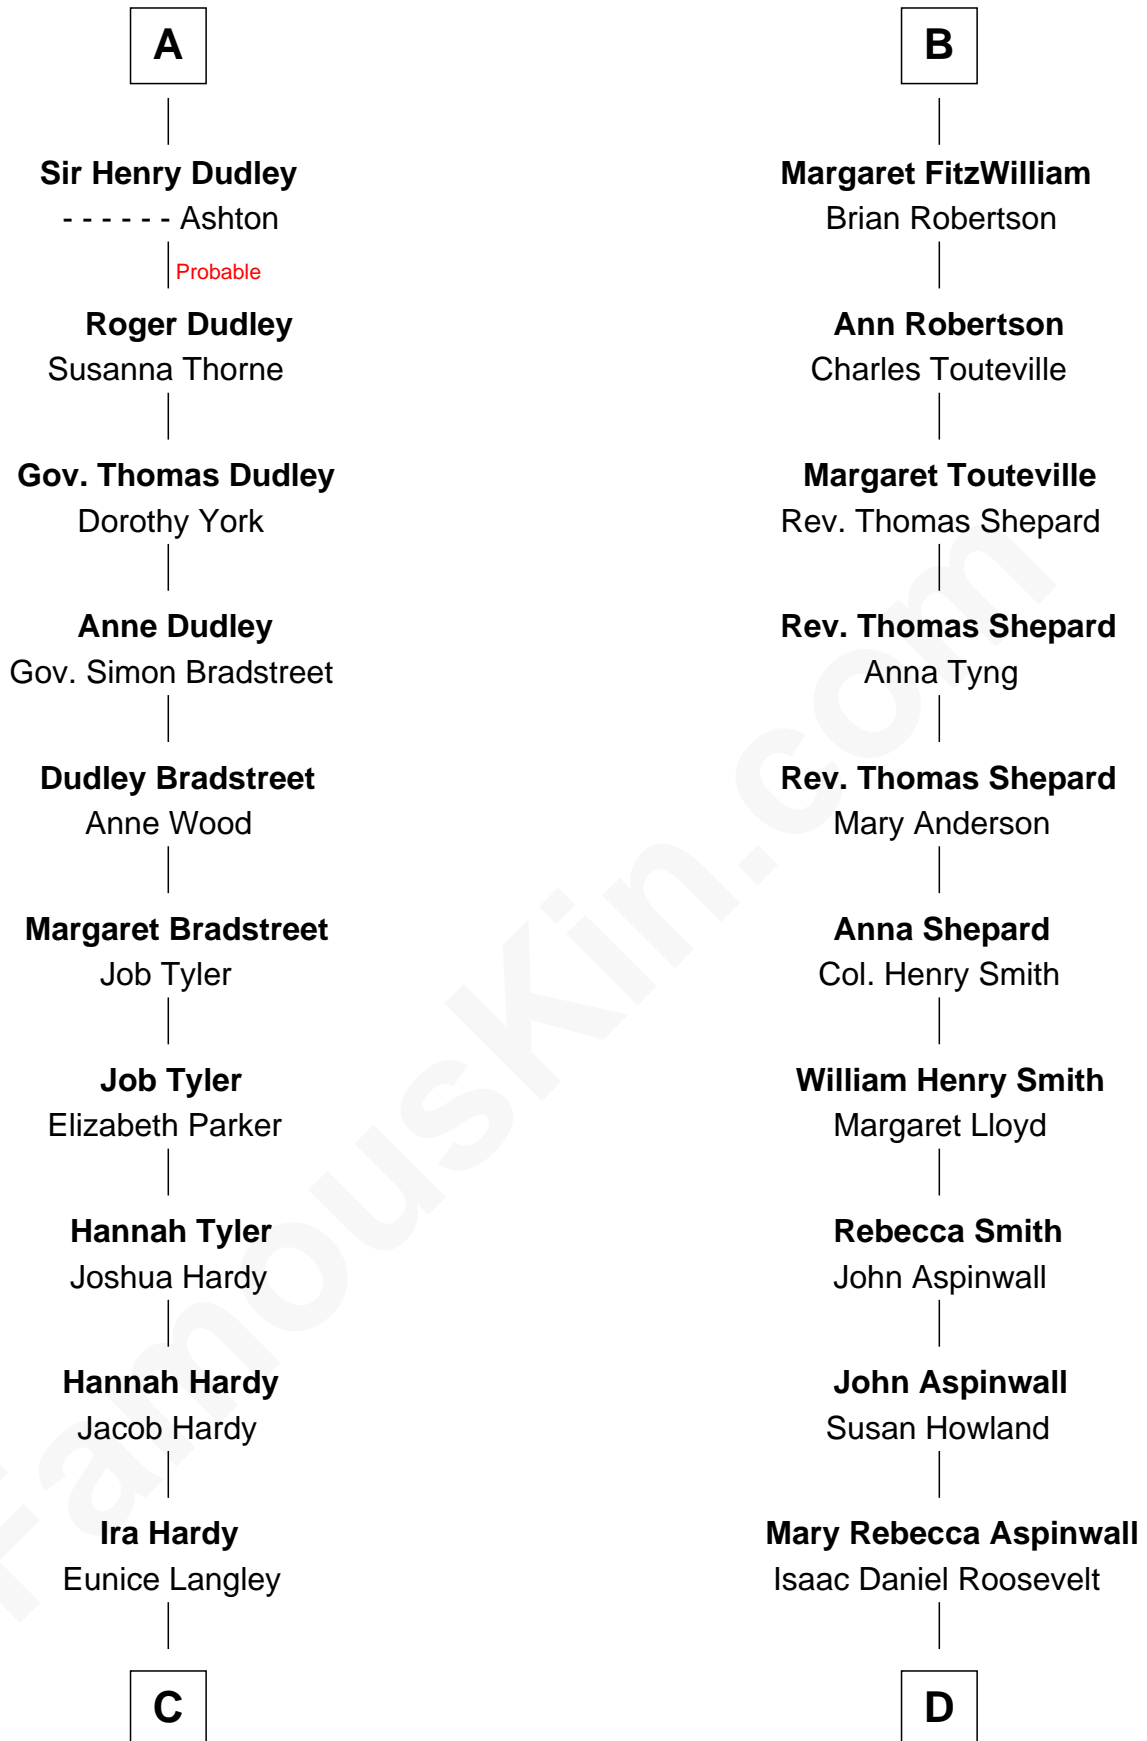 A
Sir Henry Dudley
- - - - - - Ashton
Probable
Roger Dudley
Susanna Thorne
Gov. Thomas Dudley
Dorothy York
Anne Dudley
Gov. Simon Bradstreet
Dudley Bradstreet
Anne Wood
Margaret Bradstreet
Job Tyler
Job Tyler
Elizabeth Parker
Hannah Tyler
Joshua Hardy
Hannah Hardy
Jacob Hardy
Ira Hardy
Eunice Langley
C
B
Margaret FitzWilliam
Brian Robertson
Ann Robertson
Charles Touteville
Margaret Touteville
Rev. Thomas Shepard
Rev. Thomas Shepard
Anna Tyng
Rev. Thomas Shepard
Mary Anderson
Anna Shepard
Col. Henry Smith
William Henry Smith
Margaret Lloyd
Rebecca Smith
John Aspinwall
John Aspinwall
Susan Howland
Mary Rebecca Aspinwall
Isaac Daniel Roosevelt
D
FamousKin.com